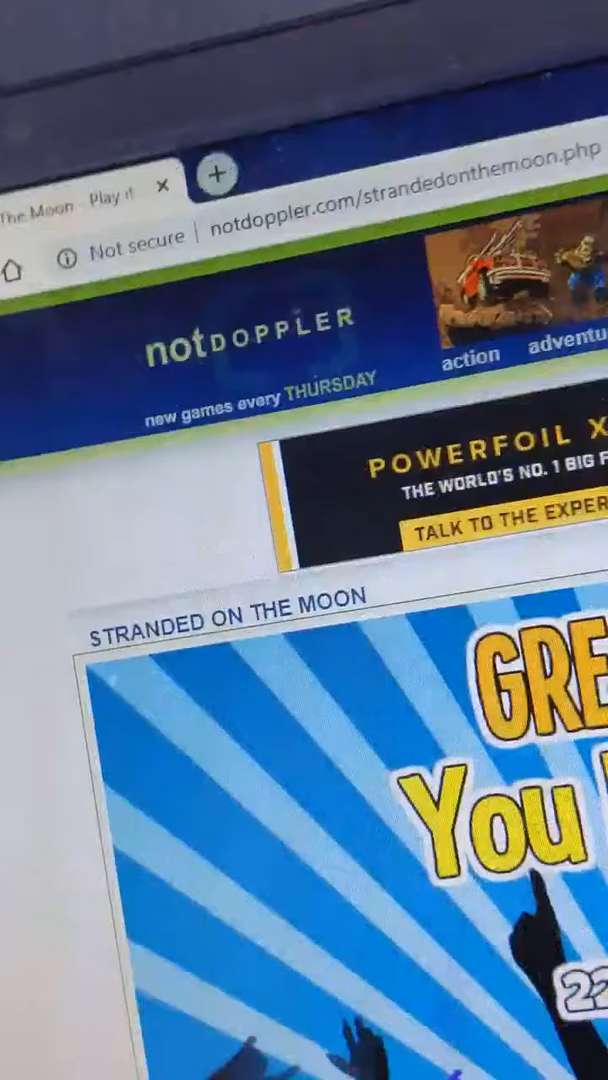 The Moon - Play it
Not secure | notdoppler.com/strandedonthemoon.php
notDOPPLER
new games every THURSDAY
action adventu
POWERFOIL X
THE WORLD'S NO. 1 BIG F
TALK TO THE EXPER
STRANDED ON THE MOON
GRE
You
22